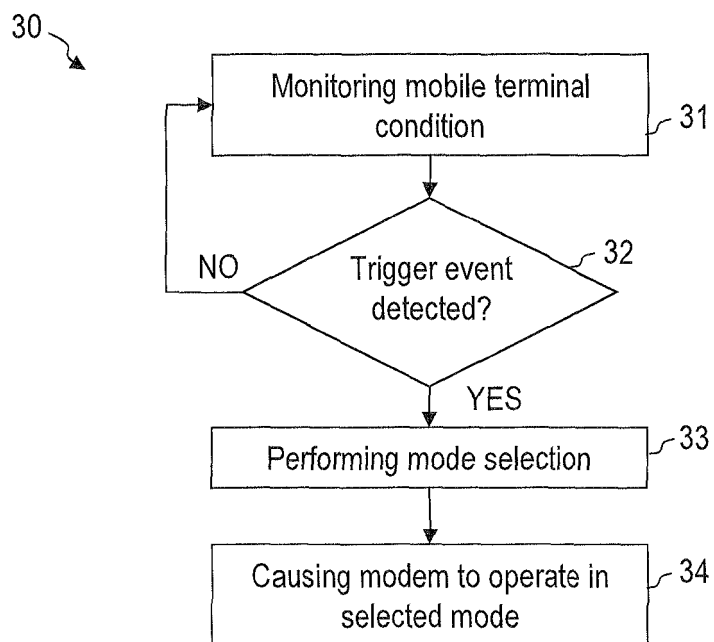 30
Monitoring mobile terminal
condition
31
Trigger event
detected?
32
NO
YES
Performing mode selection
33
Causing modem to operate in
selected mode
34